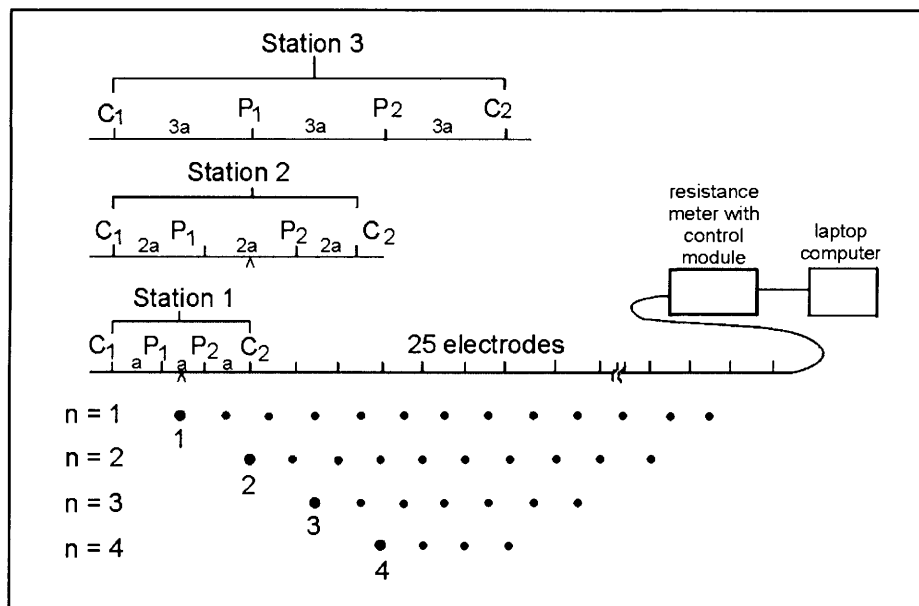 Station 3
C1 P1 P2 C2
3a 3a 3a
Station 2
C1 P1 P2 C2
2a 2a 2a
resistance
meter with
control
module
laptop
computer
Station 1
C1 P1 P2 C2
a a a
25 electrodes
n = 1
1
n = 2
2
n = 3
3
n = 4
4